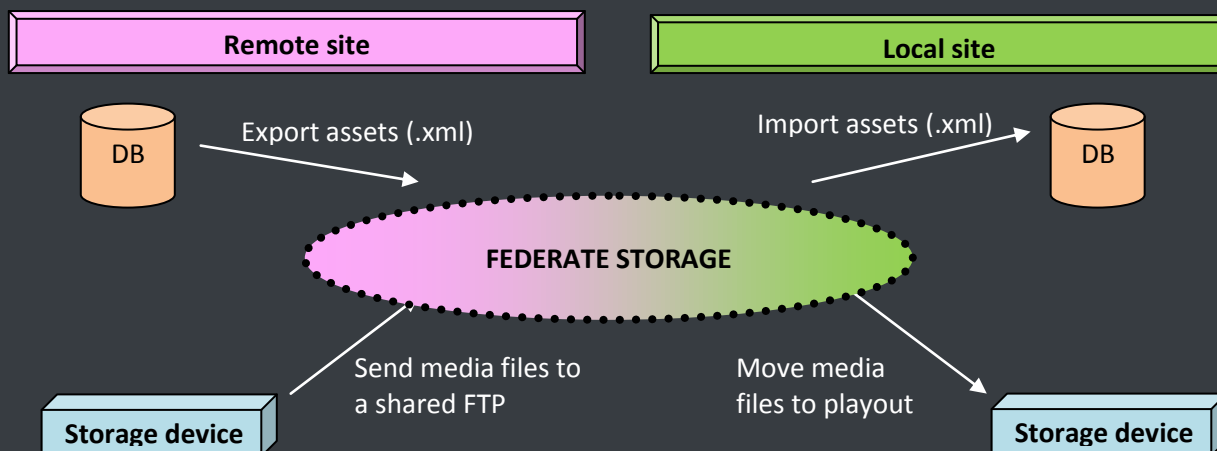 Remote site
Local site
Export assets (.xml)
Import assets (.xml)
DB
DB
FEDERATE STORAGE
Send media files to
a shared FTP
Move media
files to playout
Storage device
Storage device